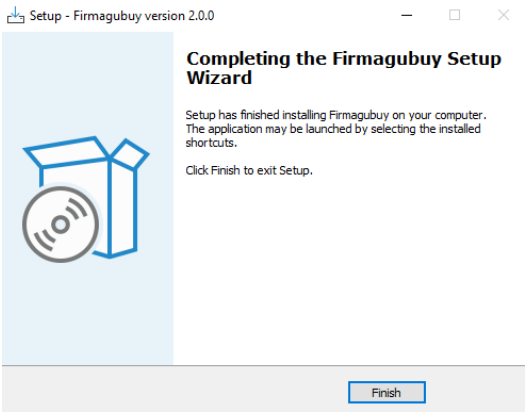 Setup - Firmagubuy version 2.0.0
Completing the Firmagubuy Setup
Wizard
Setup has finished installing Firmagubuy on your computer.
The application may be launched by selecting the installed
shortcuts.
Click Finish to exit Setup.
Finish